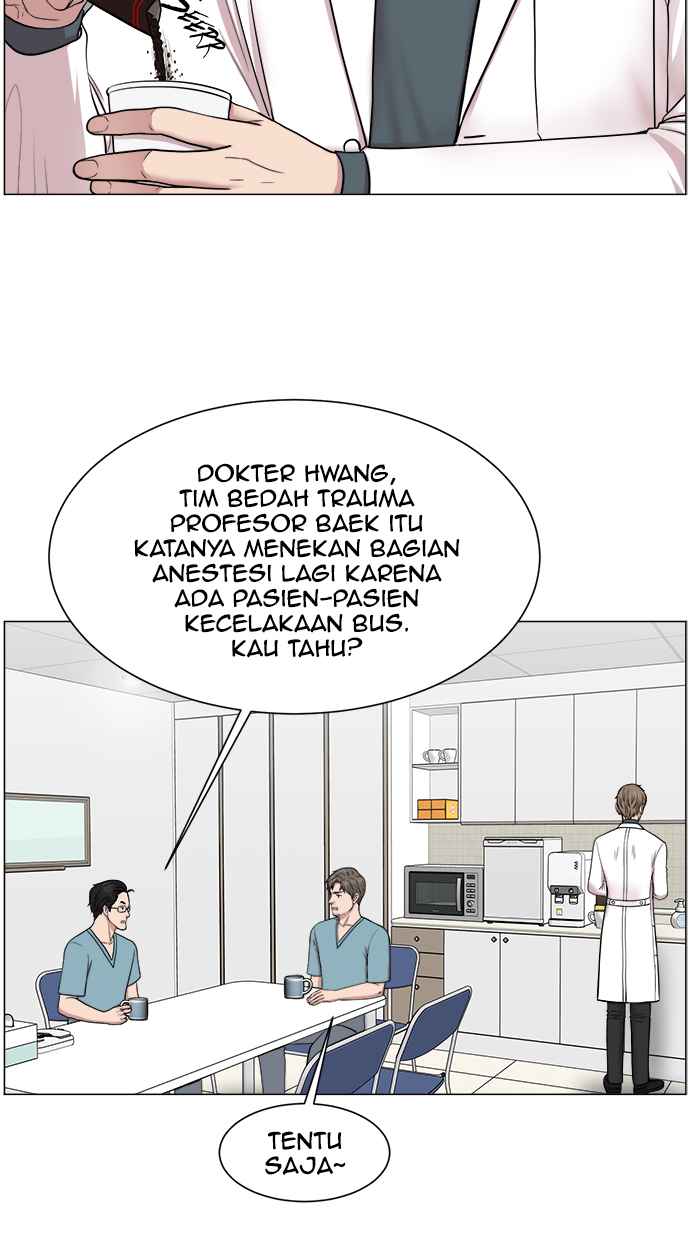 DOKTER HWANG,
TIM BEDAH TRAUMA
PROFESOR BAEK ITU
KATANYA MENEKAN BAGIAN
ANESTESI LAGI KARENA
ADA PASIEN-PASIEN
KECELAKAAN BUS.
KAU TAHU?
TENTU
SAJA~